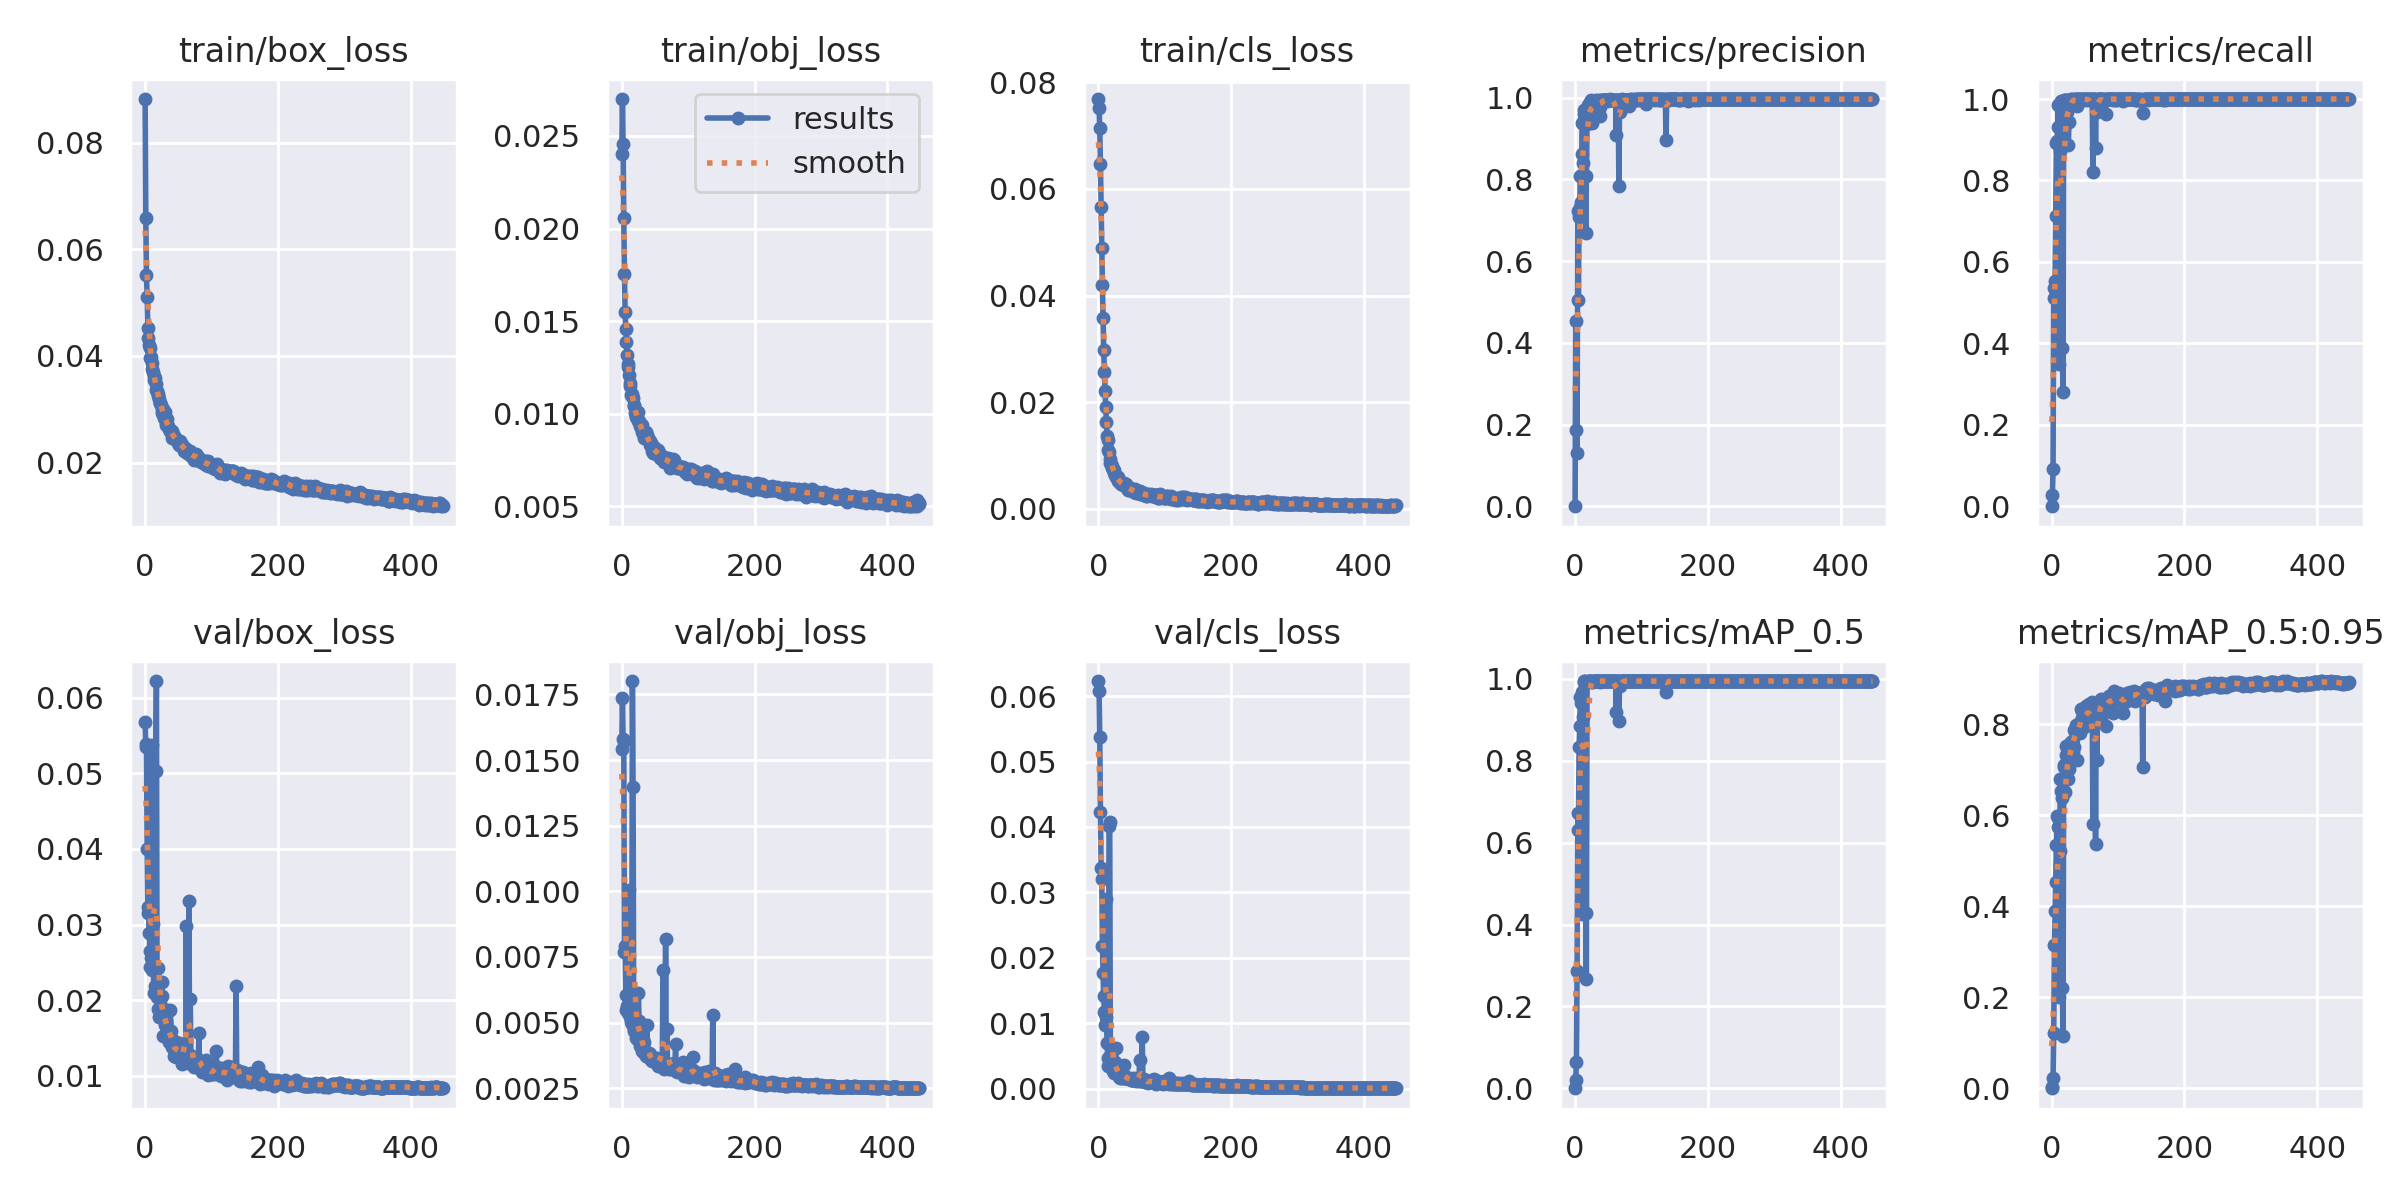 train/box_loss
0.08
0.06
0.04
0.02
0 200 400
train/obj_loss
results
smooth
0.025
0.020
0.015
0.010
0.005
0 200 400
train/cls_loss
0.08
0.06
0.04
0.02
0.00
0 200 400
metrics/precision
1.0
0.8
0.6
0.4
0.2
0.0
0 200 400
metrics/recall
1.0
0.8
0.6
0.4
0.2
0.0
0 200 400
val/box_loss
0.06
0.05
0.04
0.03
0.02
0.01
0 200 400
val/obj_loss
0.0175
0.0150
0.0125
0.0100
0.0075
0.0050
0.0025
0 200 400
val/cls_loss
0.06
0.05
0.04
0.03
0.02
0.01
0.00
0 200 400
metrics/mAP_0.5
1.0
0.8
0.6
0.4
0.2
0.0
0 200 400
metrics/mAP_0.5:0.95
0.8
0.6
0.4
0.2
0.0
0 200 400